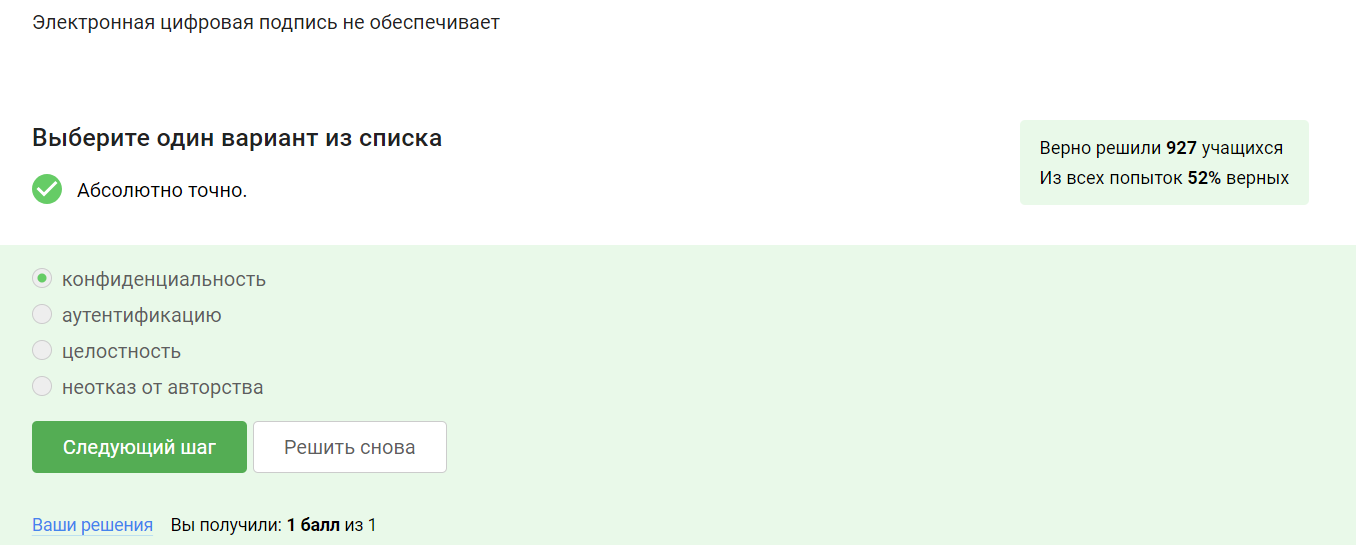 Электронная цифровая подпись не обеспечивает
Выберите один вариант из списка
Верно решили 927 учащихся
Из всех попыток 52% верных
Абсолютно точно.
конфиденциальность
аутентификацию
целостность
неотказ от авторства
Следующий шаг
Решить снова
Ваши решения Вы получили: 1 балл из 1